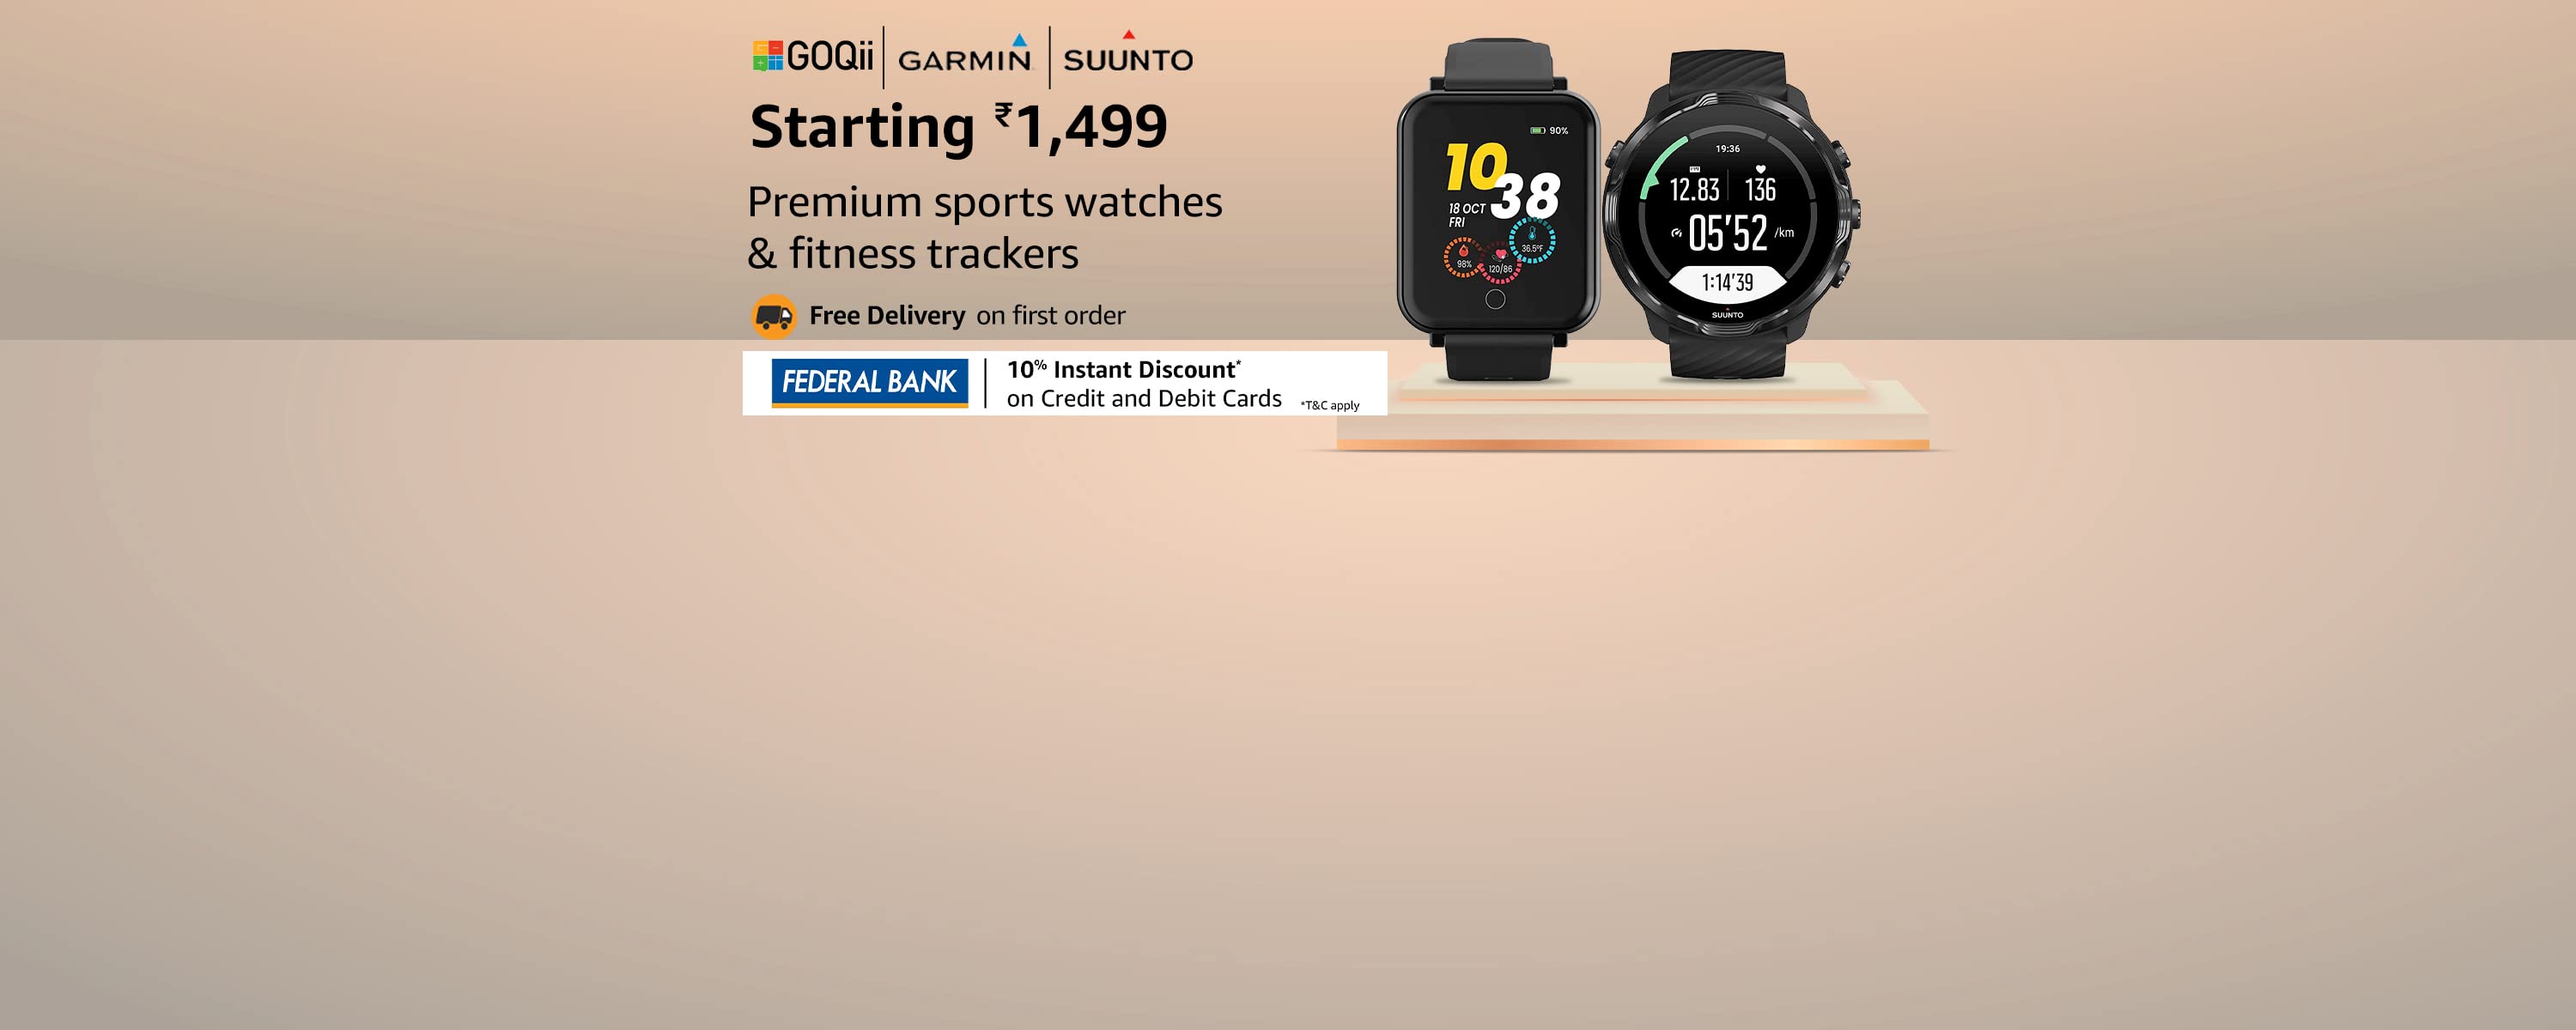 GOQii | GARMIN | SUUNTO
Starting ₹1,499
Premium sports watches
& fitness trackers
Free Delivery on first order
FEDERAL BANK
10% Instant Discount*
on Credit and Debit Cards
*T&C apply
90%
10
38
18 OCT
FRI
36.5°F
98%
120/86
19:36
12.83 136
05'52 /km
1:14'39
SUUNTO